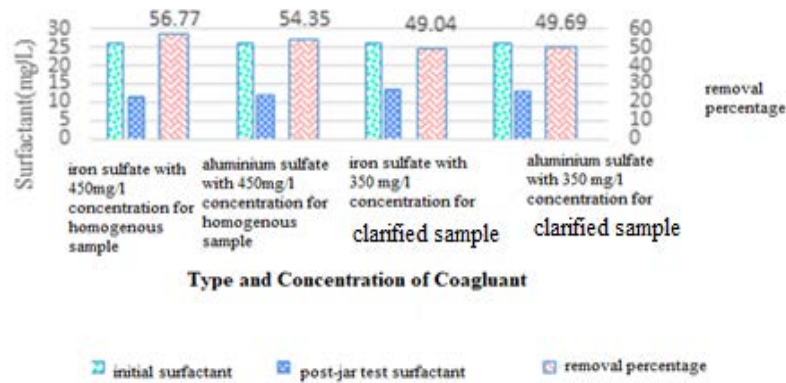 56.77 54.35 49.04 49.69
30 60
25 50
20 40
15 30
10 20
5 10
0 0
Surfactant(mg/L)
removal
percentage
iron sulfate with
450mg/l
concentration for
homogenous
sample
aluminium sulfate
with 450mg/l
concentration for
homogenous
sample
iron sulfate with
350 mg/l
concentration for
clarified sample
aluminium sulfate
with 350 mg/l
concentration for
clarified sample
Type and Concentration of Coagluant
initial surfactant post-jar test surfactant removal percentage